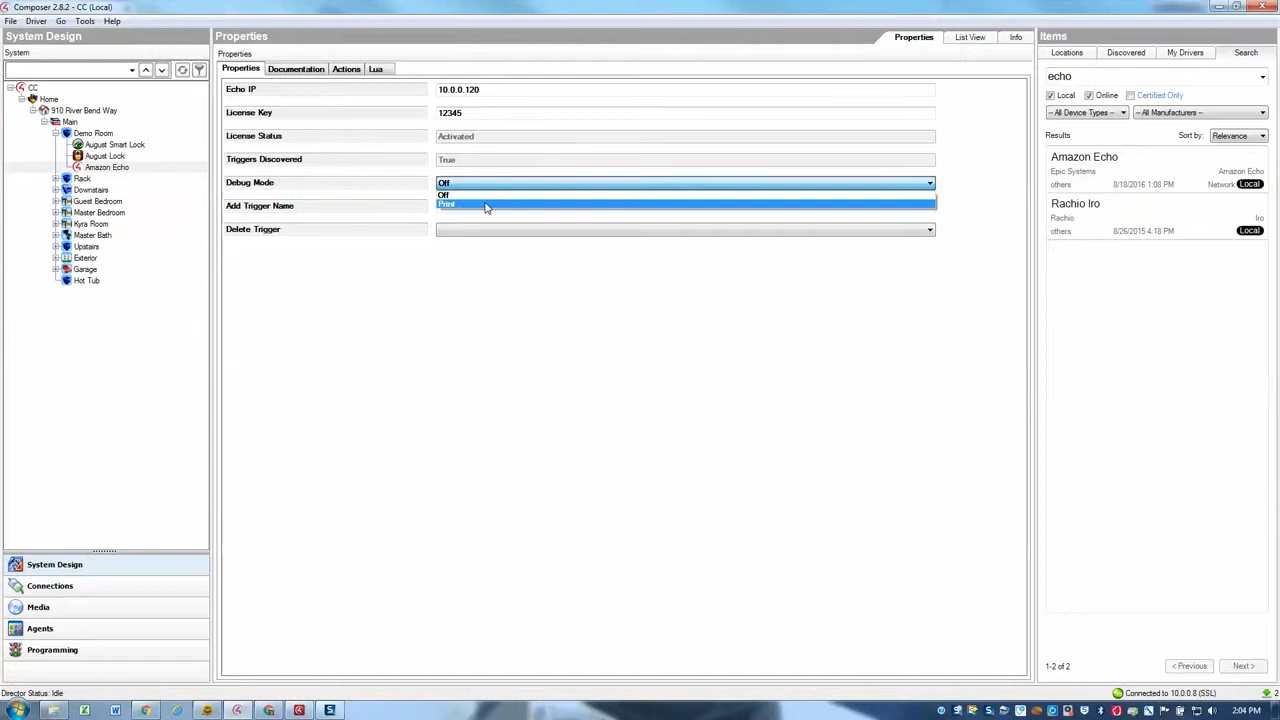 Composer 2.8.2 - CC (Local)
File Driver Go Tools Help
System Design
System
CC
Home
910 River Bend Way
Main
Demo Room
August Smart Lock
August Lock
Amazon Echo
Rack
Downstairs
Guest Bedroom
Master Bedroom
Kyra Room
Master Bath
Upstairs
Exterior
Garage
Hot Tub
System Design
Connections
Media
Agents
Programming
Properties
Properties List View Info
Properties
Properties Documentation Actions Lua
Echo IP 10.0.0.120
License Key 12345
License Status Activated
Triggers Discovered True
Debug Mode Off
Off
Print
Add Trigger Name
Delete Trigger
Items
Locations Discovered My Drivers Search
echo
Local Online Certified Only
-- All Device Types -- -- All Manufacturers --
Results Sort by: Relevance
Amazon Echo
Epic Systems Amazon Echo
others 8/18/2016 1:08 PM Network Local
Rachio Iro
Rachio Iro
others 8/26/2015 4:18 PM Local
1-2 of 2 < Previous Next >
Director Status: Idle
Connected to 10.0.0.8 (SSL) 2
2:04 PM